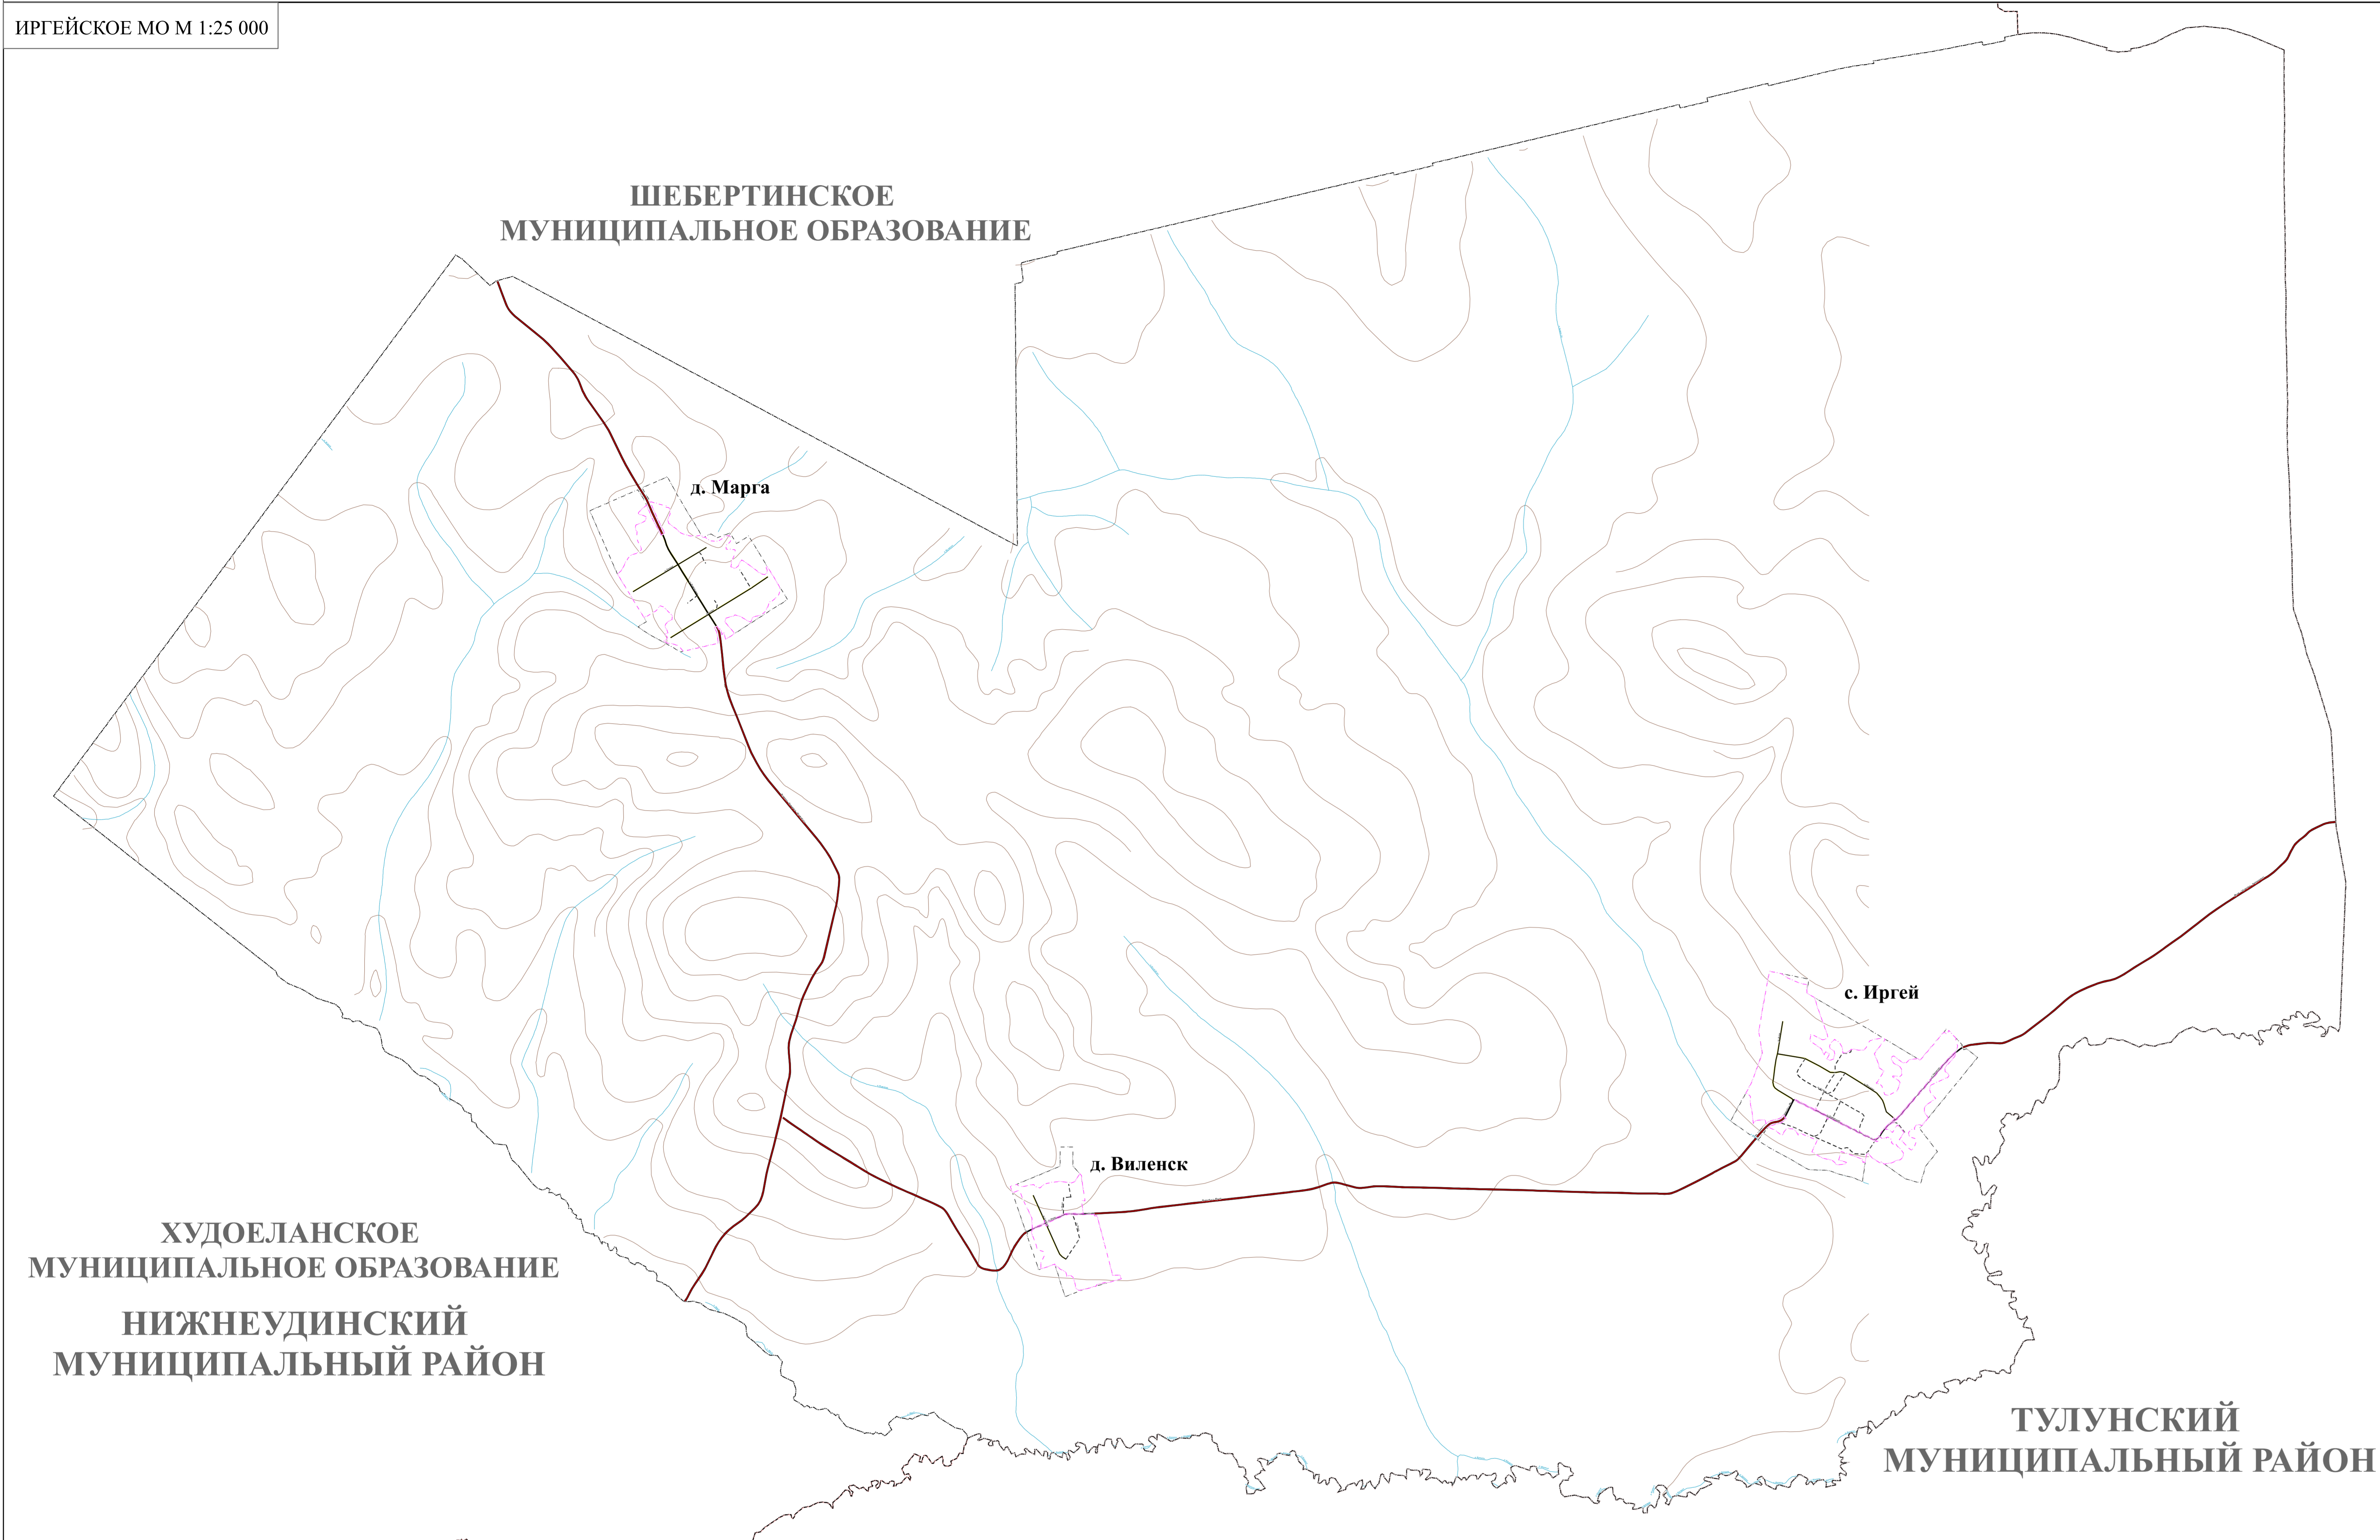 ИРГЕЙСКОЕ МО М 1:25 000
ШЕБЕРТИНСКОЕ
МУНИЦИПАЛЬНОЕ ОБРАЗОВАНИЕ
д. Марга
с. Иргей
д. Виленск
ХУДОЕЛАНСКОЕ
МУНИЦИПАЛЬНОЕ ОБРАЗОВАНИЕ
НИЖНЕУДИНСКИЙ
МУНИЦИПАЛЬНЫЙ РАЙОН
ТУЛУНСКИЙ
МУНИЦИПАЛЬНЫЙ РАЙОН